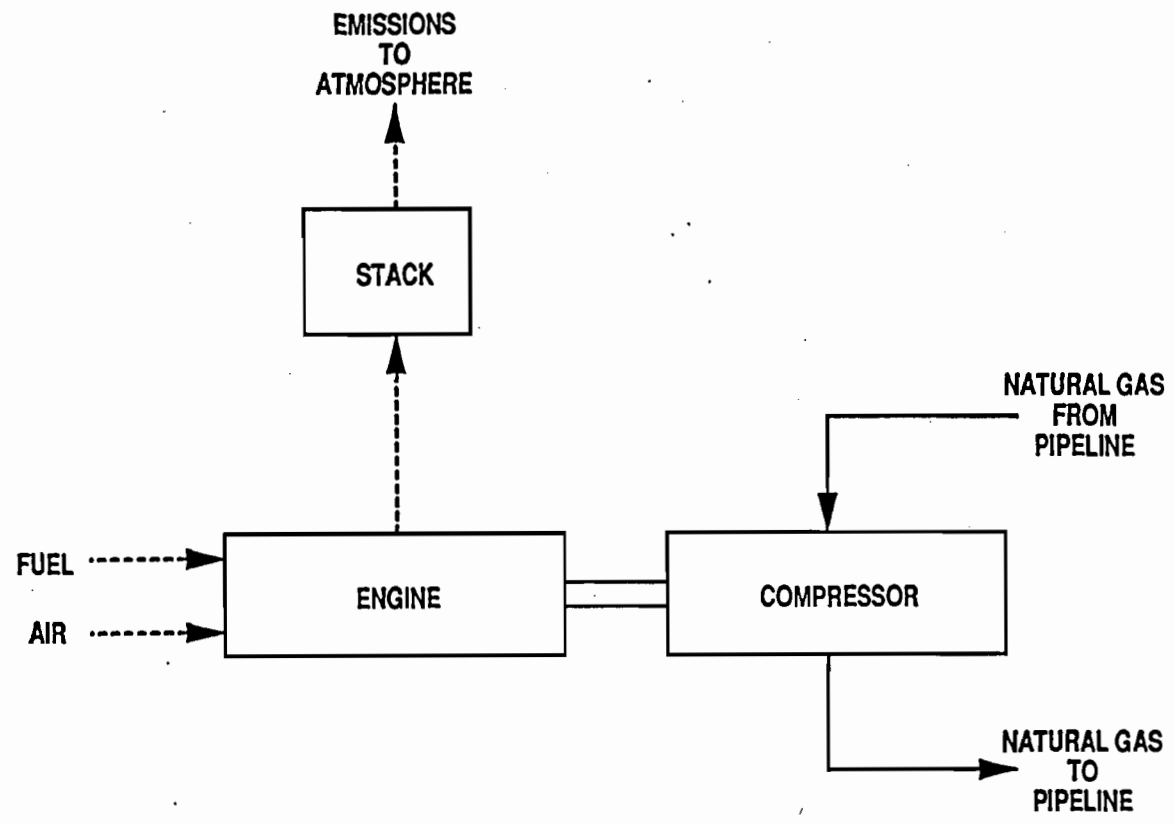 EMISSIONS
TO
ATMOSPHERE
STACK
NATURAL GAS
FROM
PIPELINE
FUEL
ENGINE
COMPRESSOR
AIR
NATURAL GAS
TO
PIPELINE